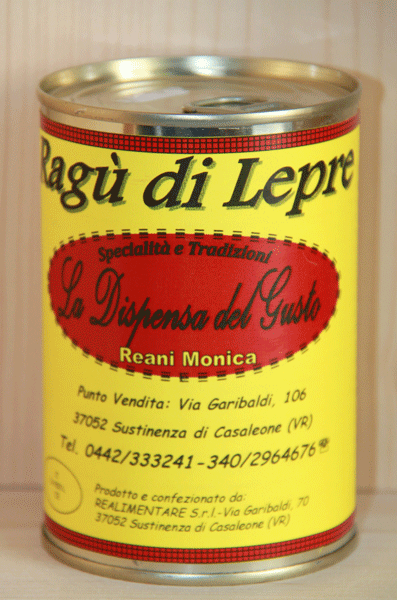 Ragù di Lepre
Specialità e Tradizioni
La Dispensa del Gusto
Reani Monica
Punto Vendita: Via Garibaldi, 106
37052 Sustinenza di Casaleone (VR)
Tel. 0442/333241-340/2964676
Prodotto e confezionato da:
REALIMENTARE S.r.l.-Via Garibaldi, 70
37052 Sustinenza di Casaleone (VR)